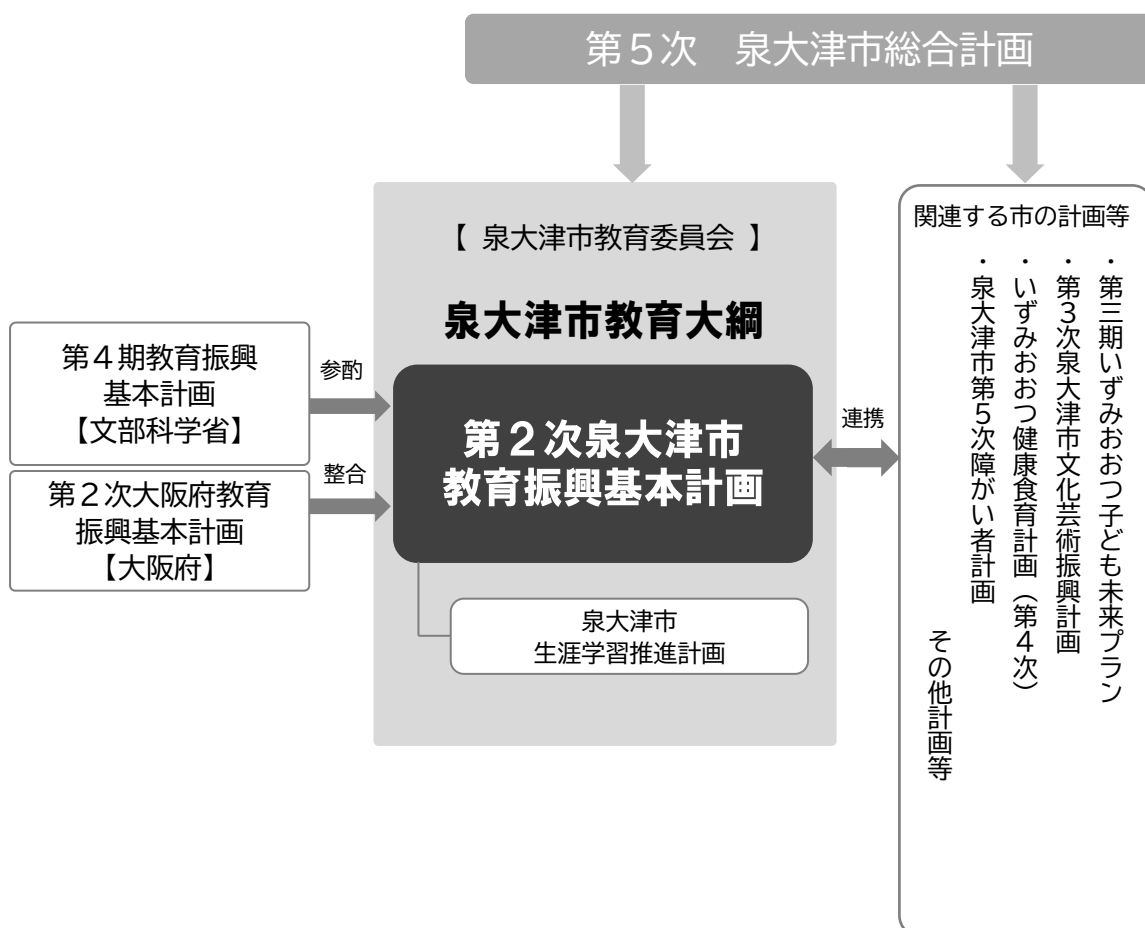 第５次　泉大津市総合計画
【 泉大津市教育委員会 】
泉大津市教育大綱
第４期教育振興
基本計画
【文部科学省】
参酌
第２次大阪府教育
振興基本計画
【大阪府】
整合
第２次泉大津市
教育振興基本計画
連携
泉大津市
生涯学習推進計画
関連する市の計画等
・第三期いずみおおつ子ども未来プラン
・第３次泉大津市文化芸術振興計画
・いずみおおつ健康食育計画（第４次）
・泉大津市第５次障がい者計画
その他計画等